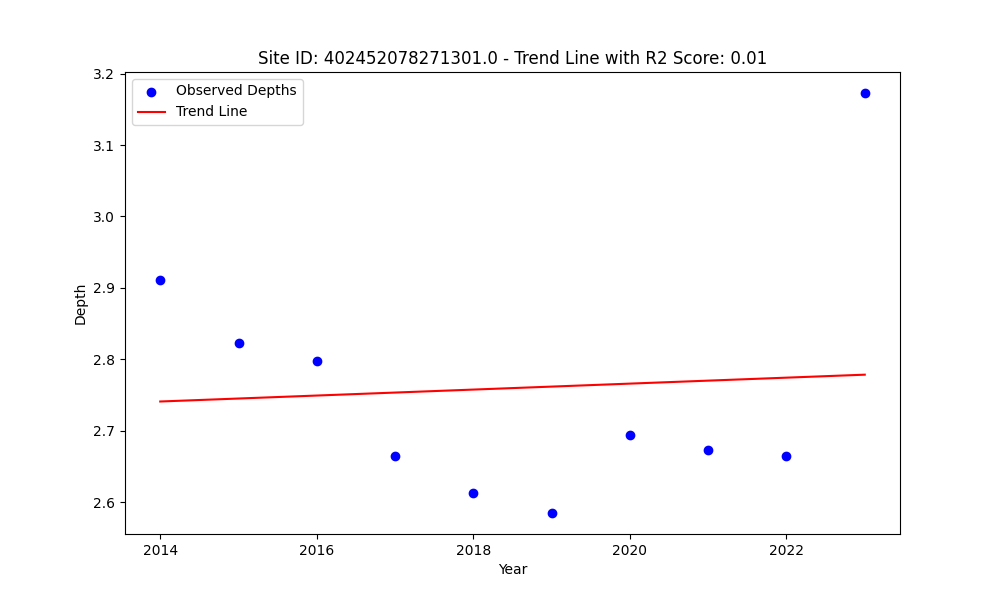 Site ID: 402452078271301.0 - Trend Line with R2 Score: 0.01
Observed Depths
Trend Line
3.2
3.1
3.0
2.9
2.8
2.7
2.6
Depth
2014
2016
2018
2020
2022
Year